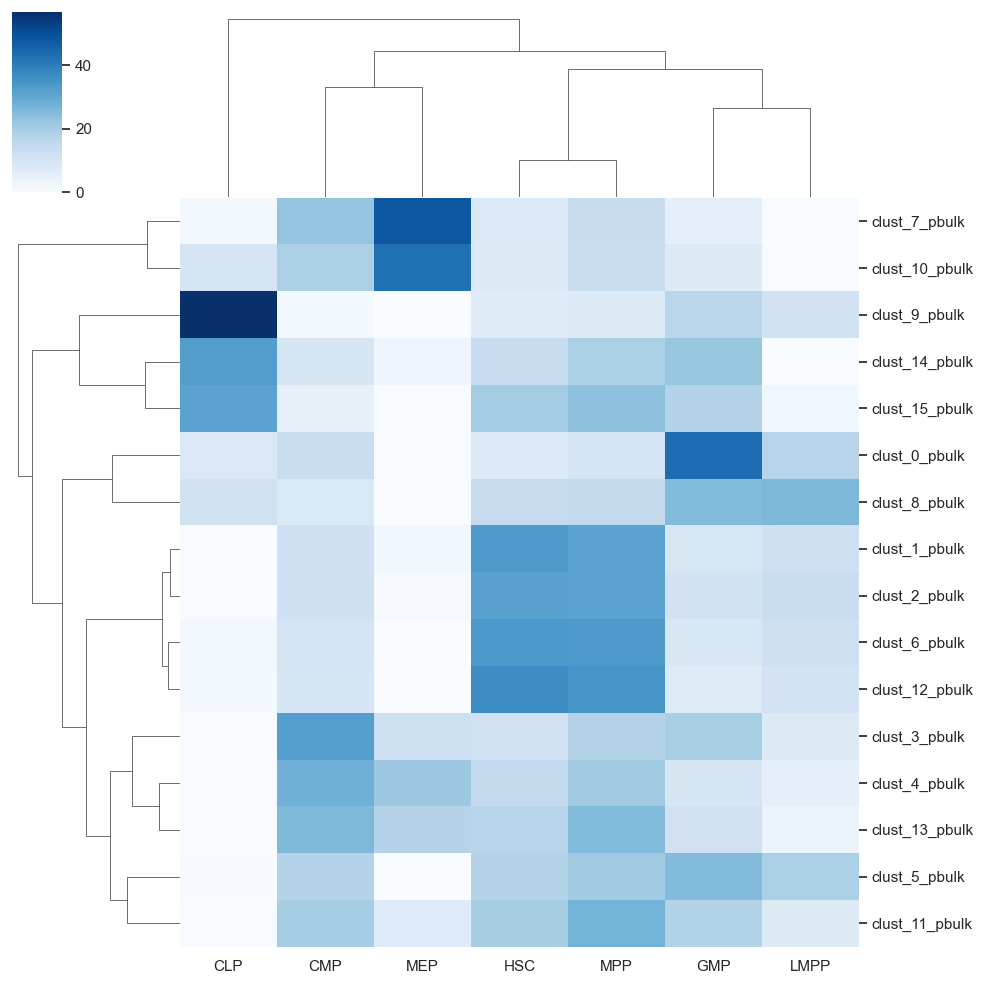 40
20
0
clust_7_pbulk
clust_10_pbulk
clust_9_pbulk
clust_14_pbulk
clust_15_pbulk
clust_0_pbulk
clust_8_pbulk
clust_1_pbulk
clust_2_pbulk
clust_6_pbulk
clust_12_pbulk
clust_3_pbulk
clust_4_pbulk
clust_13_pbulk
clust_5_pbulk
clust_11_pbulk
CLP CMP MEP HSC MPP GMP LMPP